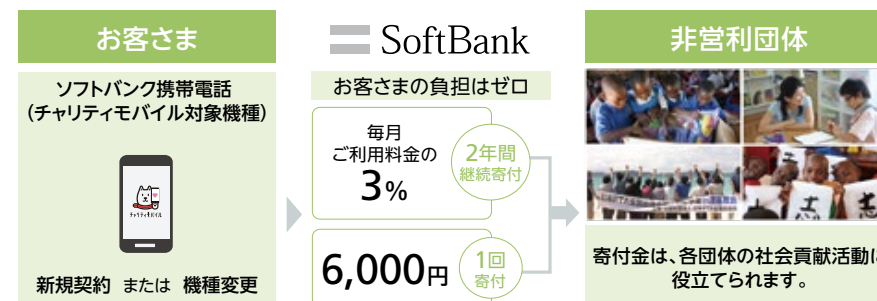 お客さま
ソフトバンク携帯電話
(チャリティモバイル対象機種)
チャリティモバイル
新規契約 または 機種変更
SoftBank
お客さまの負担はゼロ
毎月
ご利用料金の
3%
2年間
継続寄付
6,000円
1回
寄付
非営利団体
志
寄付金は、各団体の社会貢献活動に
役立てられます。